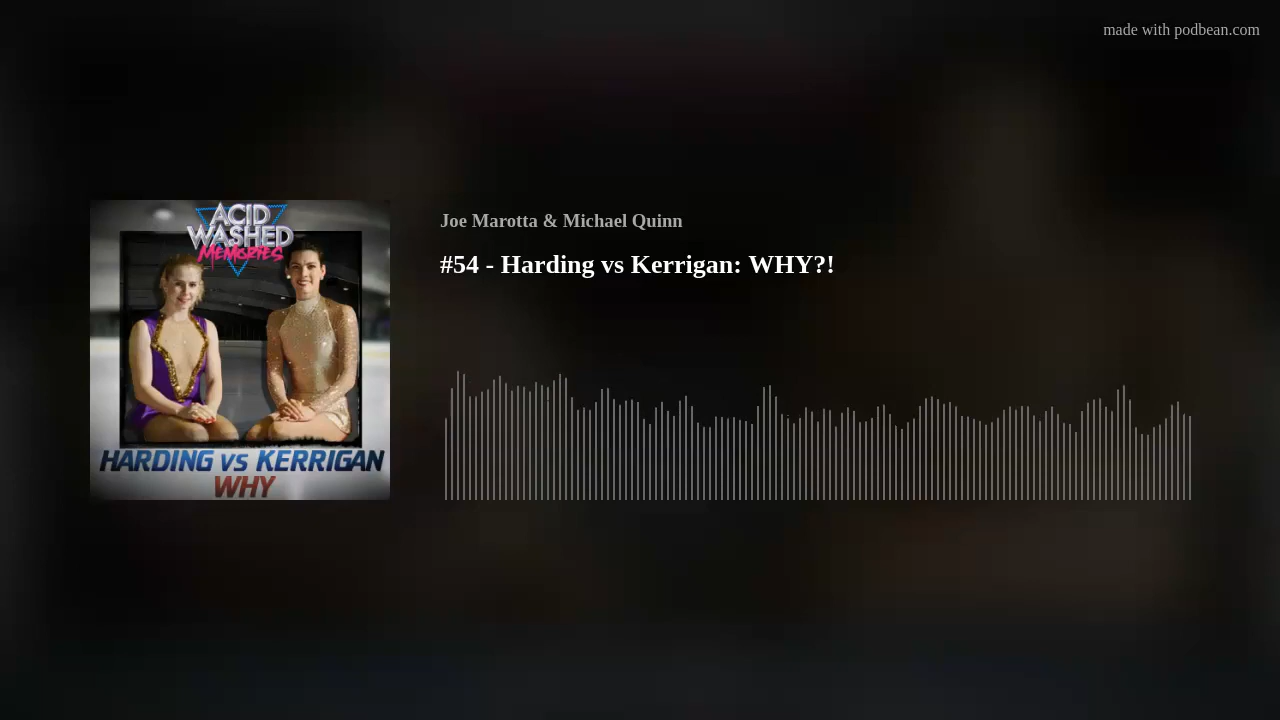 made with podbean.com
ACID
WASHED
MEMORIES
HARDING VS KERRIGAN
WHY
Joe Marotta & Michael Quinn
#54 - Harding vs Kerrigan: WHY?!